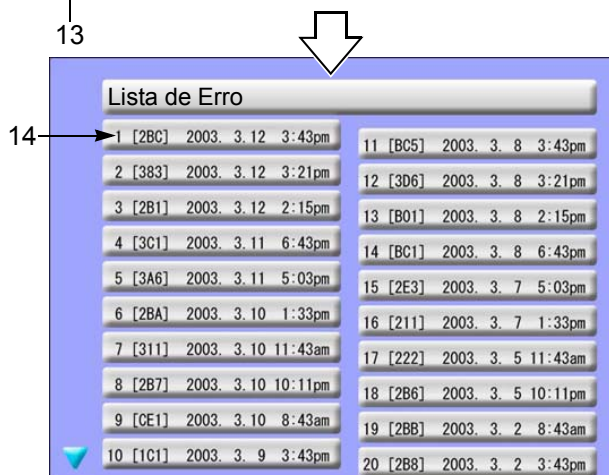 13
Lista de Erro
14
1 [2BC] 2003. 3.12 3:43pm
2 [383] 2003. 3.12 3:21pm
3 [2B1] 2003. 3.12 2:15pm
4 [3C1] 2003. 3.11 6:43pm
5 [3A6] 2003. 3.11 5:03pm
6 [2BA] 2003. 3.10 1:33pm
7 [311] 2003. 3.10 11:43am
8 [2B7] 2003. 3.10 10:11pm
9 [CE1] 2003. 3.10 8:43am
10 [1C1] 2003. 3. 9 3:43pm
11 [BC5] 2003. 3. 8 3:43pm
12 [3D6] 2003. 3. 8 3:21pm
13 [B01] 2003. 3. 8 2:15pm
14 [BC1] 2003. 3. 8 6:43pm
15 [2E3] 2003. 3. 7 5:03pm
16 [211] 2003. 3. 7 1:33pm
17 [222] 2003. 3. 5 11:43am
18 [2B6] 2003. 3. 5 10:11pm
19 [2BB] 2003. 3. 2 8:43am
20 [2B8] 2003. 3. 2 3:43pm